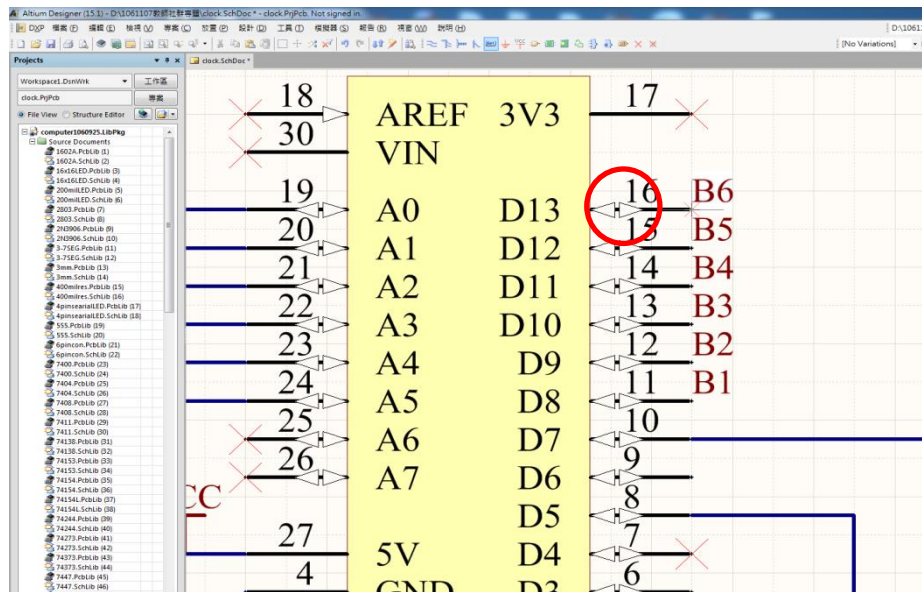 Altium Designer (15.1) - D:\1061107教師社群專題\clock.SchDoc * - clock.PrjPcb. Not signed in.
DXP 檔案(F) 編輯(E) 檢視(V) 專案(C) 放置(P) 設計(D) 工具(T) 模擬器(S) 報告(R) 視窗(W) 說明(H)
D:\1061
[No Variations]
Projects
clock.SchDoc *
Workspace1.DsnWrk 工作區
clock.PrjPcb 專案
File View Structure Editor
computer1060925.LibPkg
Source Documents
1602A.PcbLib (1)
1602A.SchLib (2)
16x16LED.PcbLib (3)
16x16LED.SchLib (4)
200milLED.PcbLib (5)
200milLED.SchLib (6)
2803.PcbLib (7)
2803.SchLib (8)
2N3906.PcbLib (9)
2N3906.SchLib (10)
3-7SEG.PcbLib (11)
3-7SEG.SchLib (12)
3mm.PcbLib (13)
3mm.SchLib (14)
400milres.PcbLib (15)
400milres.SchLib (16)
4pinsearialLED.PcbLib (17)
4pinsearialLED.SchLib (18)
555.PcbLib (19)
555.SchLib (20)
6pincon.PcbLib (21)
6pincon.SchLib (22)
7400.PcbLib (23)
7400.SchLib (24)
7404.PcbLib (25)
7404.SchLib (26)
7408.PcbLib (27)
7408.SchLib (28)
7411.PcbLib (29)
7411.SchLib (30)
74138.PcbLib (31)
74138.SchLib (32)
74153.PcbLib (33)
74153.SchLib (34)
74154.PcbLib (35)
74154.SchLib (36)
74154L.PcbLib (37)
74154L.SchLib (38)
74244.PcbLib (39)
74244.SchLib (40)
74273.PcbLib (41)
74273.SchLib (42)
74373.PcbLib (43)
74373.SchLib (44)
7447.PcbLib (45)
7447.SchLib (46)
18 AREF 3V3 17
30 VIN
19 A0 D13 16 B6
20 A1 D12 15 B5
21 A2 D11 14 B4
22 A3 D10 13 B3
23 A4 D9 12 B2
24 A5 D8 11 B1
25 A6 D7 10
26 A7 D6 9
CC
D5 8
27 5V D4 7
4 GND D3 6